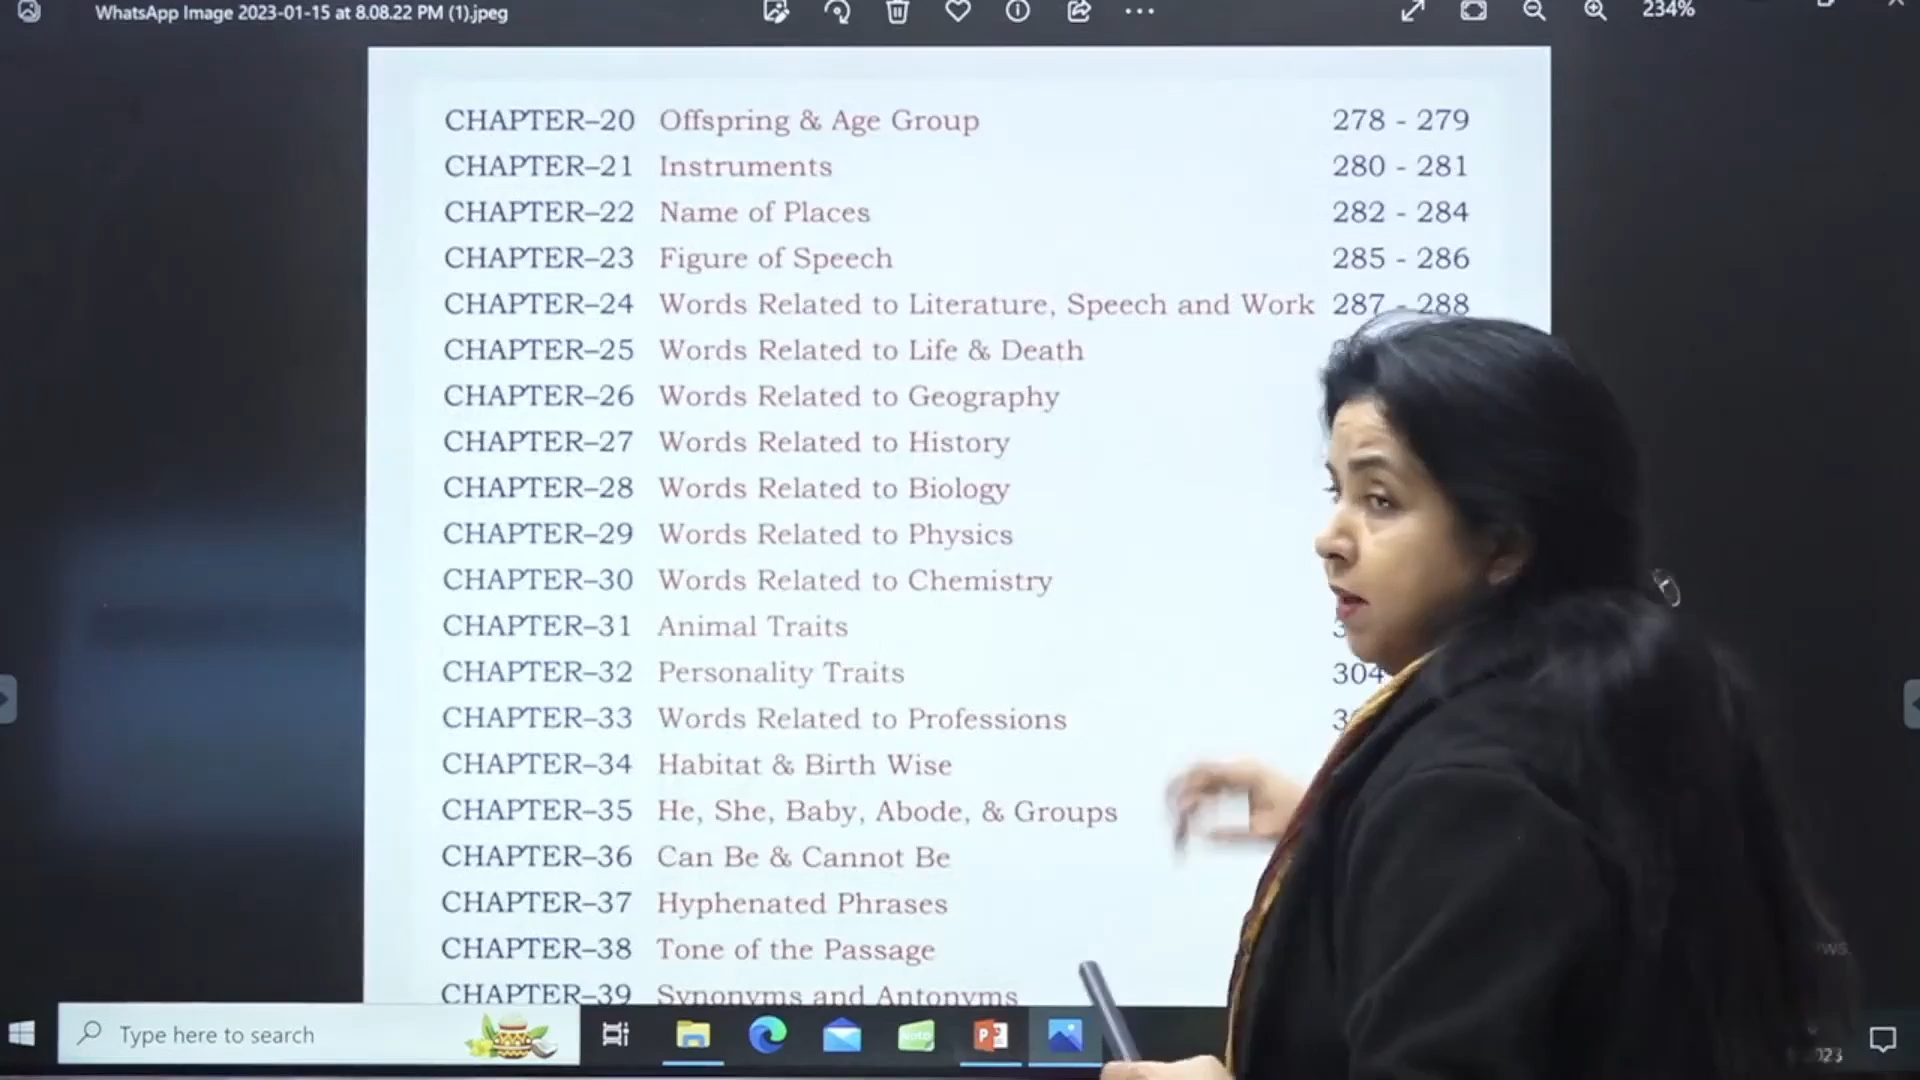 WhatsApp Image 2023-01-15 at 8.08.22 PM (1).jpeg
234%
CHAPTER–20 Offspring & Age Group 278 - 279
CHAPTER–21 Instruments 280 - 281
CHAPTER–22 Name of Places 282 - 284
CHAPTER–23 Figure of Speech 285 - 286
CHAPTER–24 Words Related to Literature, Speech and Work 287 - 288
CHAPTER–25 Words Related to Life & Death
CHAPTER–26 Words Related to Geography
CHAPTER–27 Words Related to History
CHAPTER–28 Words Related to Biology
CHAPTER–29 Words Related to Physics
CHAPTER–30 Words Related to Chemistry
CHAPTER–31 Animal Traits
CHAPTER–32 Personality Traits 304
CHAPTER–33 Words Related to Professions
CHAPTER–34 Habitat & Birth Wise
CHAPTER–35 He, She, Baby, Abode, & Groups
CHAPTER–36 Can Be & Cannot Be
CHAPTER–37 Hyphenated Phrases
CHAPTER–38 Tone of the Passage
CHAPTER–39 Synonyms and Antonyms
Type here to search